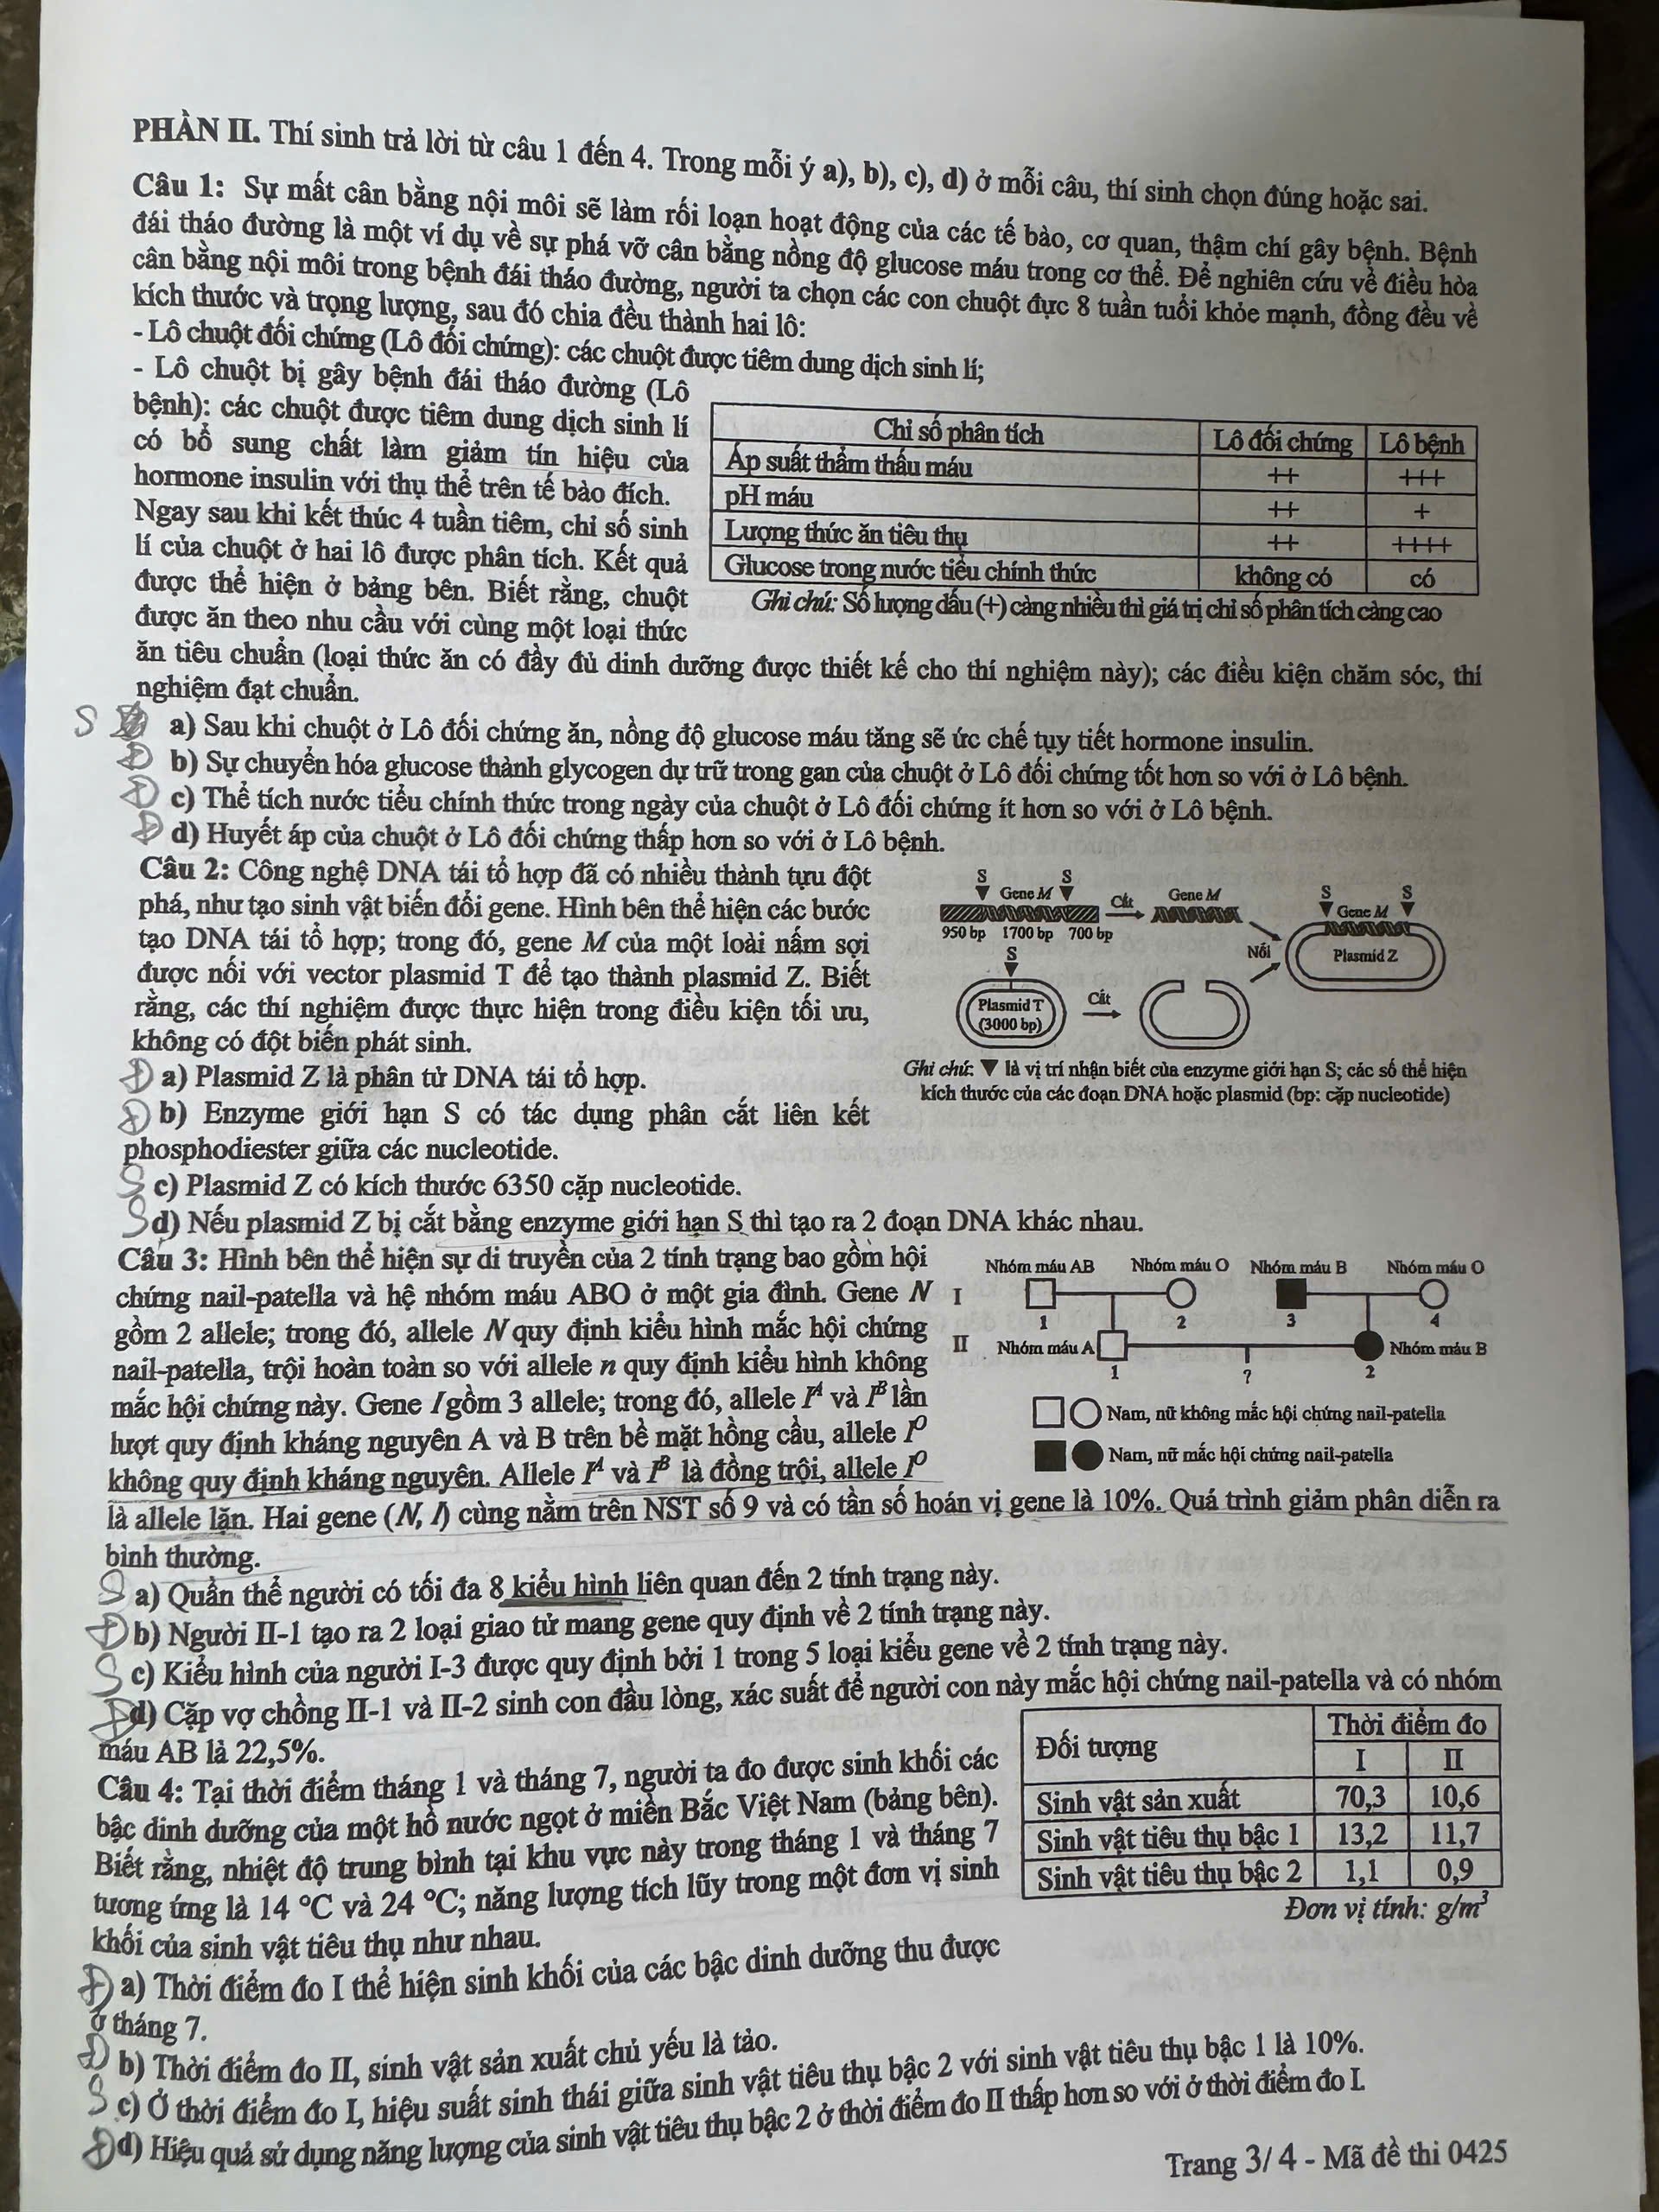 PHẦN II. Thí sinh trả lời từ câu 1 đến 4. Trong mỗi ý a), b), c), d) ở mỗi câu, thí sinh chọn đúng hoặc sai.
Câu 1: Sự mất cân bằng nội môi sẽ làm rối loạn hoạt động của các tế bào, cơ quan, thậm chí gây bệnh. Bệnh
đái tháo đường là một ví dụ về sự phá vỡ cân bằng nồng độ glucose máu trong cơ thể. Để nghiên cứu về điều hòa
cân bằng nội môi trong bệnh đái tháo đường, người ta chọn các con chuột đực 8 tuần tuổi khỏe mạnh, đồng đều về
kích thước và trọng lượng, sau đó chia đều thành hai lô:
- Lô chuột đối chứng (Lô đối chứng): các chuột được tiêm dung dịch sinh lí;
- Lô chuột bị gây bệnh đái tháo đường (Lô
bệnh): các chuột được tiêm dung dịch sinh lí
có bổ sung chất làm giảm tín hiệu của
hormone insulin với thụ thể trên tế bào đích.
Ngay sau khi kết thúc 4 tuần tiêm, chỉ số sinh
lí của chuột ở hai lô được phân tích. Kết quả
được thể hiện ở bảng bên. Biết rằng, chuột
được ăn theo nhu cầu với cùng một loại thức
Chỉ số phân tích Lô đối chứng Lô bệnh
Áp suất thẩm thấu máu ++ +++
pH máu ++ +
Lượng thức ăn tiêu thụ ++ ++++
Glucose trong nước tiểu chính thức không có có
Ghi chú: Số lượng dấu (+) càng nhiều thì giá trị chỉ số phân tích càng cao
ăn tiêu chuẩn (loại thức ăn có đầy đủ dinh dưỡng được thiết kế cho thí nghiệm này); các điều kiện chăm sóc, thí
nghiệm đạt chuẩn.
S a) Sau khi chuột ở Lô đối chứng ăn, nồng độ glucose máu tăng sẽ ức chế tụy tiết hormone insulin.
Đ b) Sự chuyển hóa glucose thành glycogen dự trữ trong gan của chuột ở Lô đối chứng tốt hơn so với ở Lô bệnh.
Đ c) Thể tích nước tiểu chính thức trong ngày của chuột ở Lô đối chứng ít hơn so với ở Lô bệnh.
Đ d) Huyết áp của chuột ở Lô đối chứng thấp hơn so với ở Lô bệnh.
Câu 2: Công nghệ DNA tái tổ hợp đã có nhiều thành tựu đột
phá, như tạo sinh vật biến đổi gene. Hình bên thể hiện các bước
tạo DNA tái tổ hợp; trong đó, gene M của một loài nấm sợi
được nối với vector plasmid T để tạo thành plasmid Z. Biết
rằng, các thí nghiệm được thực hiện trong điều kiện tối ưu,
không có đột biến phát sinh.
S S
Gene M Cắt Gene M
950 bp 1700 bp 700 bp
S
Plasmid T
(3000 bp)
Cắt
Nối
S S
Gene M
Plasmid Z
Ghi chú: ▼ là vị trí nhận biết của enzyme giới hạn S; các số thể hiện
kích thước của các đoạn DNA hoặc plasmid (bp: cặp nucleotide)
Đ a) Plasmid Z là phân tử DNA tái tổ hợp.
Đ b) Enzyme giới hạn S có tác dụng phân cắt liên kết
phosphodiester giữa các nucleotide.
S c) Plasmid Z có kích thước 6350 cặp nucleotide.
S d) Nếu plasmid Z bị cắt bằng enzyme giới hạn S thì tạo ra 2 đoạn DNA khác nhau.
Câu 3: Hình bên thể hiện sự di truyền của 2 tính trạng bao gồm hội
chứng nail-patella và hệ nhóm máu ABO ở một gia đình. Gene N
gồm 2 allele; trong đó, allele N quy định kiểu hình mắc hội chứng
nail-patella, trội hoàn toàn so với allele n quy định kiểu hình không
mắc hội chứng này. Gene I gồm 3 allele; trong đó, allele Iᴬ và Iᴮ lần
lượt quy định kháng nguyên A và B trên bề mặt hồng cầu, allele Iᴼ
không quy định kháng nguyên. Allele Iᴬ và Iᴮ là đồng trội, allele Iᴼ
là allele lặn. Hai gene (N, I) cùng nằm trên NST số 9 và có tần số hoán vị gene là 10%. Quá trình giảm phân diễn ra
bình thường.
Nhóm máu AB Nhóm máu O Nhóm máu B Nhóm máu O
I
1 2 3 4
II Nhóm máu A Nhóm máu B
1 ? 2
Nam, nữ không mắc hội chứng nail-patella
Nam, nữ mắc hội chứng nail-patella
S a) Quần thể người có tối đa 8 kiểu hình liên quan đến 2 tính trạng này.
Đ b) Người II-1 tạo ra 2 loại giao tử mang gene quy định về 2 tính trạng này.
S c) Kiểu hình của người I-3 được quy định bởi 1 trong 5 loại kiểu gene về 2 tính trạng này.
Đ d) Cặp vợ chồng II-1 và II-2 sinh con đầu lòng, xác suất để người con này mắc hội chứng nail-patella và có nhóm
máu AB là 22,5%.
Câu 4: Tại thời điểm tháng 1 và tháng 7, người ta đo được sinh khối các
bậc dinh dưỡng của một hồ nước ngọt ở miền Bắc Việt Nam (bảng bên).
Biết rằng, nhiệt độ trung bình tại khu vực này trong tháng 1 và tháng 7
tương ứng là 14 °C và 24 °C; năng lượng tích lũy trong một đơn vị sinh
khối của sinh vật tiêu thụ như nhau.
Đối tượng Thời điểm đo
I II
Sinh vật sản xuất 70,3 10,6
Sinh vật tiêu thụ bậc 1 13,2 11,7
Sinh vật tiêu thụ bậc 2 1,1 0,9
Đơn vị tính: g/m³
Đ a) Thời điểm đo I thể hiện sinh khối của các bậc dinh dưỡng thu được
ở tháng 7.
Đ b) Thời điểm đo II, sinh vật sản xuất chủ yếu là tảo.
S c) Ở thời điểm đo I, hiệu suất sinh thái giữa sinh vật tiêu thụ bậc 2 với sinh vật tiêu thụ bậc 1 là 10%.
Đ d) Hiệu quả sử dụng năng lượng của sinh vật tiêu thụ bậc 2 ở thời điểm đo II thấp hơn so với ở thời điểm đo I.
Trang 3/ 4 - Mã đề thi 0425